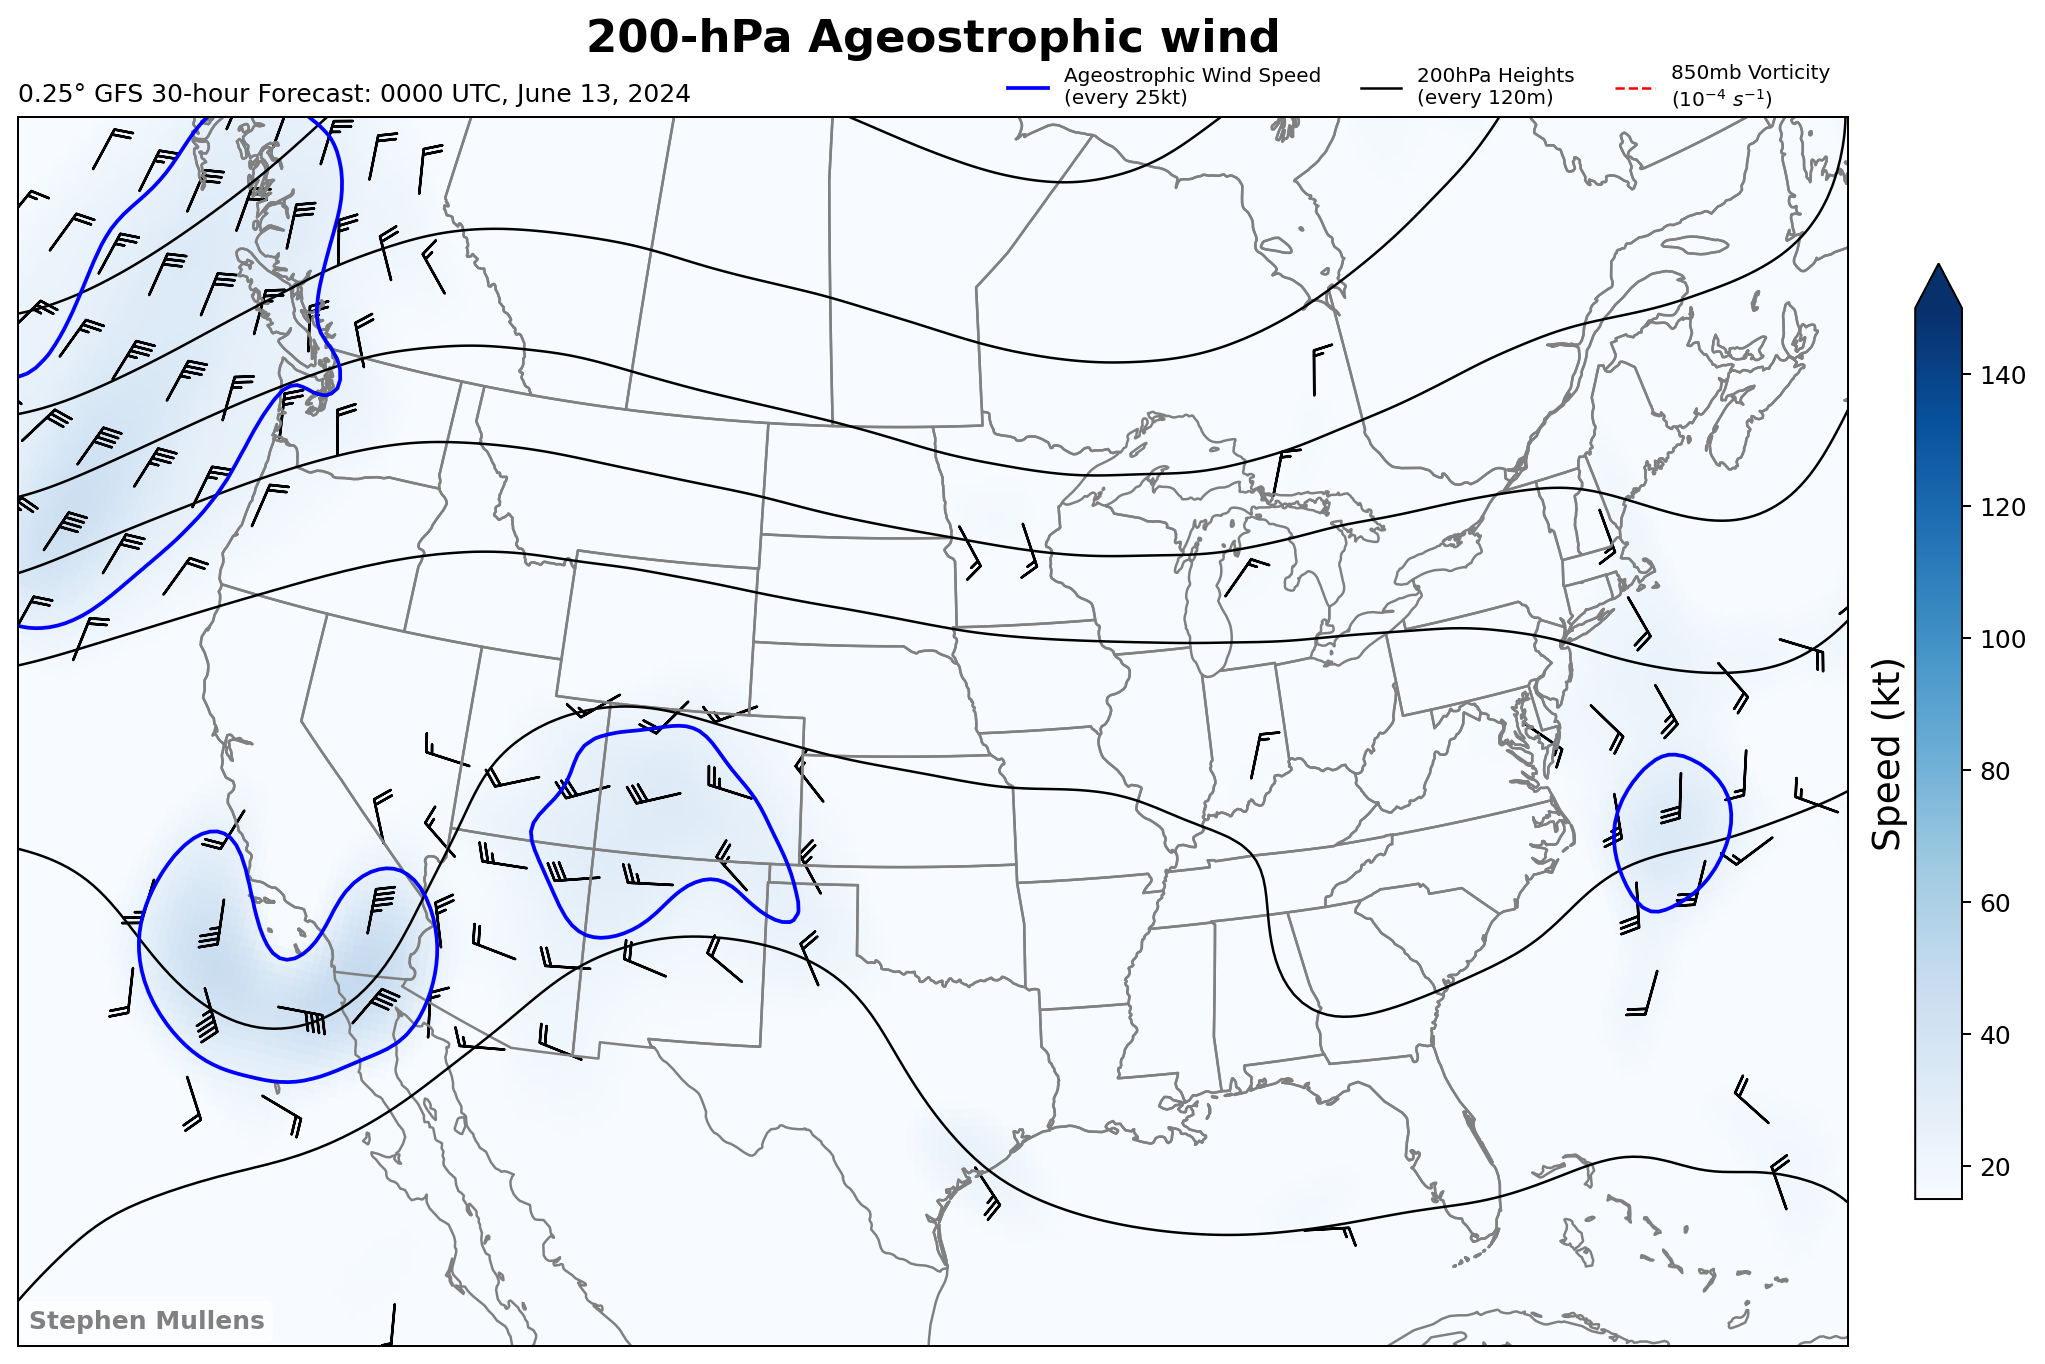 200-hPa Ageostrophic wind
0.25° GFS 30-hour Forecast: 0000 UTC, June 13, 2024
Ageostrophic Wind Speed
(every 25kt)
200hPa Heights
(every 120m)
850mb Vorticity
(10⁻⁴ s⁻¹)
140
120
100
80
60
40
20
Speed (kt)
Stephen Mullens